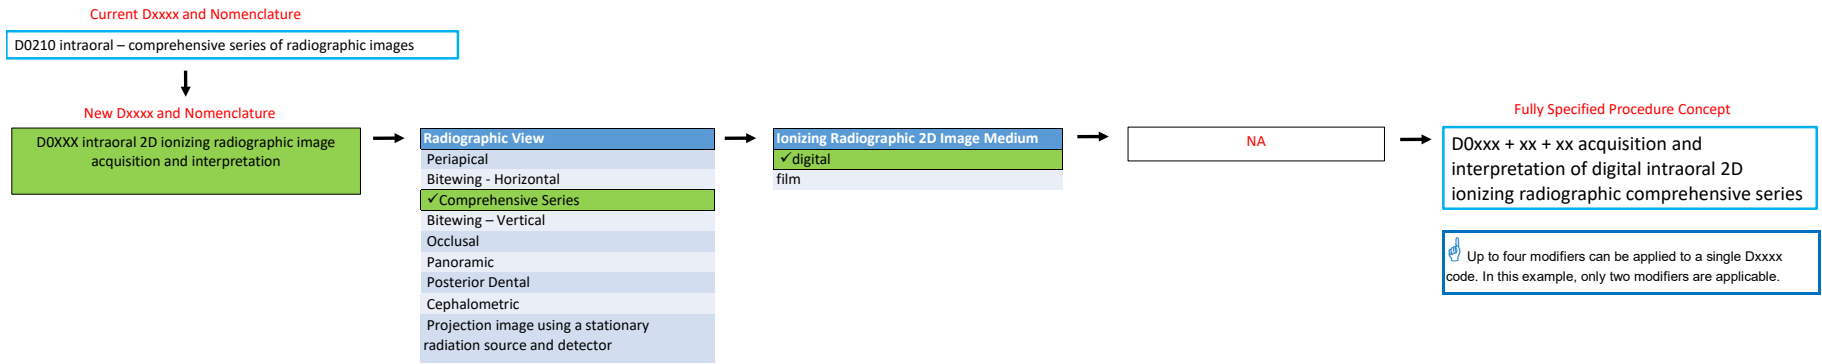 Current Dxxxx and Nomenclature
D0210 intraoral – comprehensive series of radiographic images
New Dxxxx and Nomenclature
D0XXX intraoral 2D ionizing radiographic image
acquisition and interpretation
Radiographic View
Periapical
Bitewing - Horizontal
✓Comprehensive Series
Bitewing – Vertical
Occlusal
Panoramic
Posterior Dental
Cephalometric
Projection image using a stationary
radiation source and detector
Ionizing Radiographic 2D Image Medium
✓digital
film
NA
Fully Specified Procedure Concept
D0xxx + xx + xx acquisition and
interpretation of digital intraoral 2D
ionizing radiographic comprehensive series
Up to four modifiers can be applied to a single Dxxxx
code. In this example, only two modifiers are applicable.